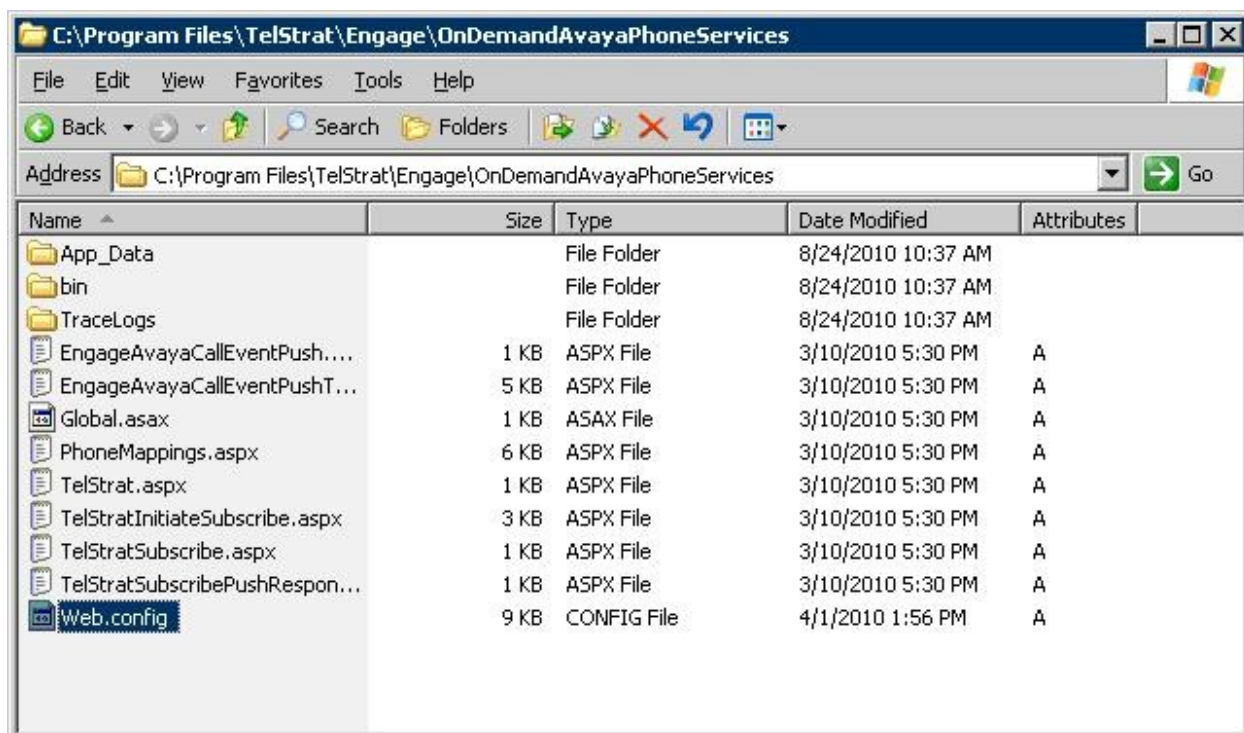 C:\Program Files\TelStrat\Engage\OnDemandAvayaPhoneServices
File Edit View Favorites Tools Help
Back Search Folders
Address C:\Program Files\TelStrat\Engage\OnDemandAvayaPhoneServices Go
Name Size Type Date Modified Attributes
App_Data File Folder 8/24/2010 10:37 AM
bin File Folder 8/24/2010 10:37 AM
TraceLogs File Folder 8/24/2010 10:37 AM
EngageAvayaCallEventPush.... 1 KB ASPX File 3/10/2010 5:30 PM A
EngageAvayaCallEventPushT... 5 KB ASPX File 3/10/2010 5:30 PM A
Global.asax 1 KB ASAX File 3/10/2010 5:30 PM A
PhoneMappings.aspx 6 KB ASPX File 3/10/2010 5:30 PM A
TelStrat.aspx 1 KB ASPX File 3/10/2010 5:30 PM A
TelStratInitiateSubscribe.aspx 3 KB ASPX File 3/10/2010 5:30 PM A
TelStratSubscribe.aspx 1 KB ASPX File 3/10/2010 5:30 PM A
TelStratSubscribePushRespon... 1 KB ASPX File 3/10/2010 5:30 PM A
Web.config 9 KB CONFIG File 4/1/2010 1:56 PM A